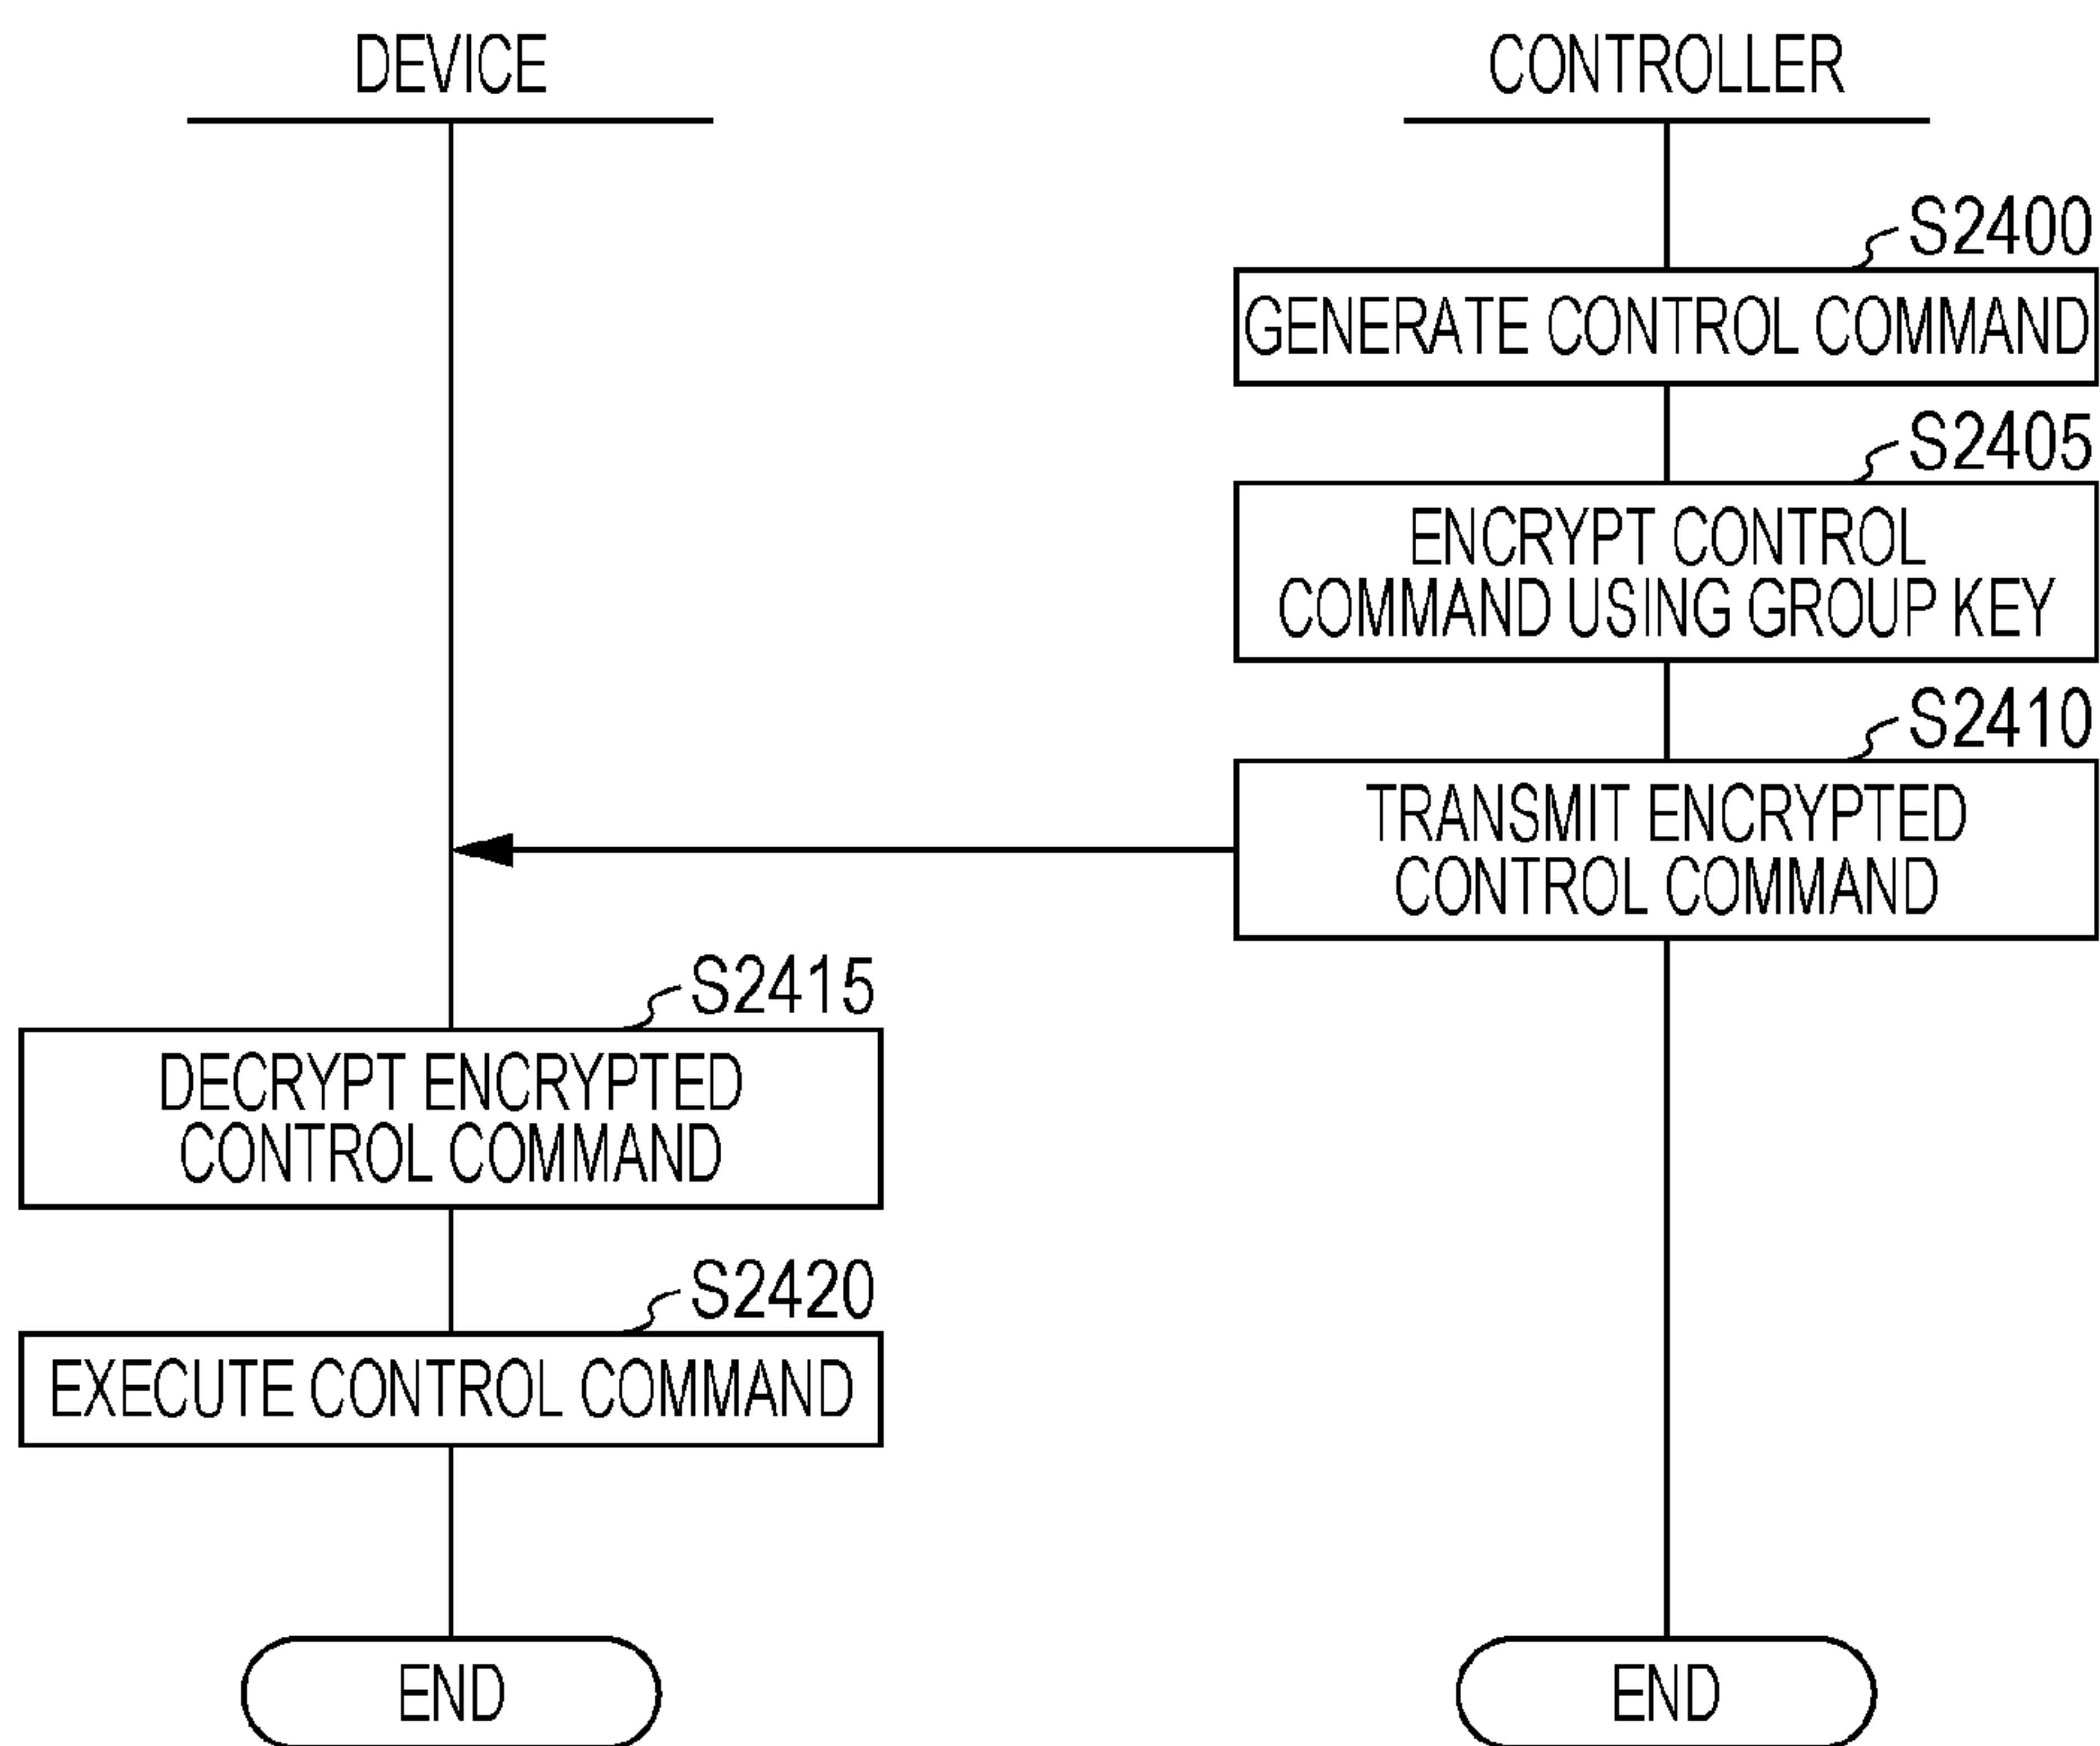 DEVICE
CONTROLLER
S2400
GENERATE CONTROL COMMAND
S2405
ENCRYPT CONTROL
COMMAND USING GROUP KEY
S2410
TRANSMIT ENCRYPTED
CONTROL COMMAND
S2415
DECRYPT ENCRYPTED
CONTROL COMMAND
S2420
EXECUTE CONTROL COMMAND
END
END